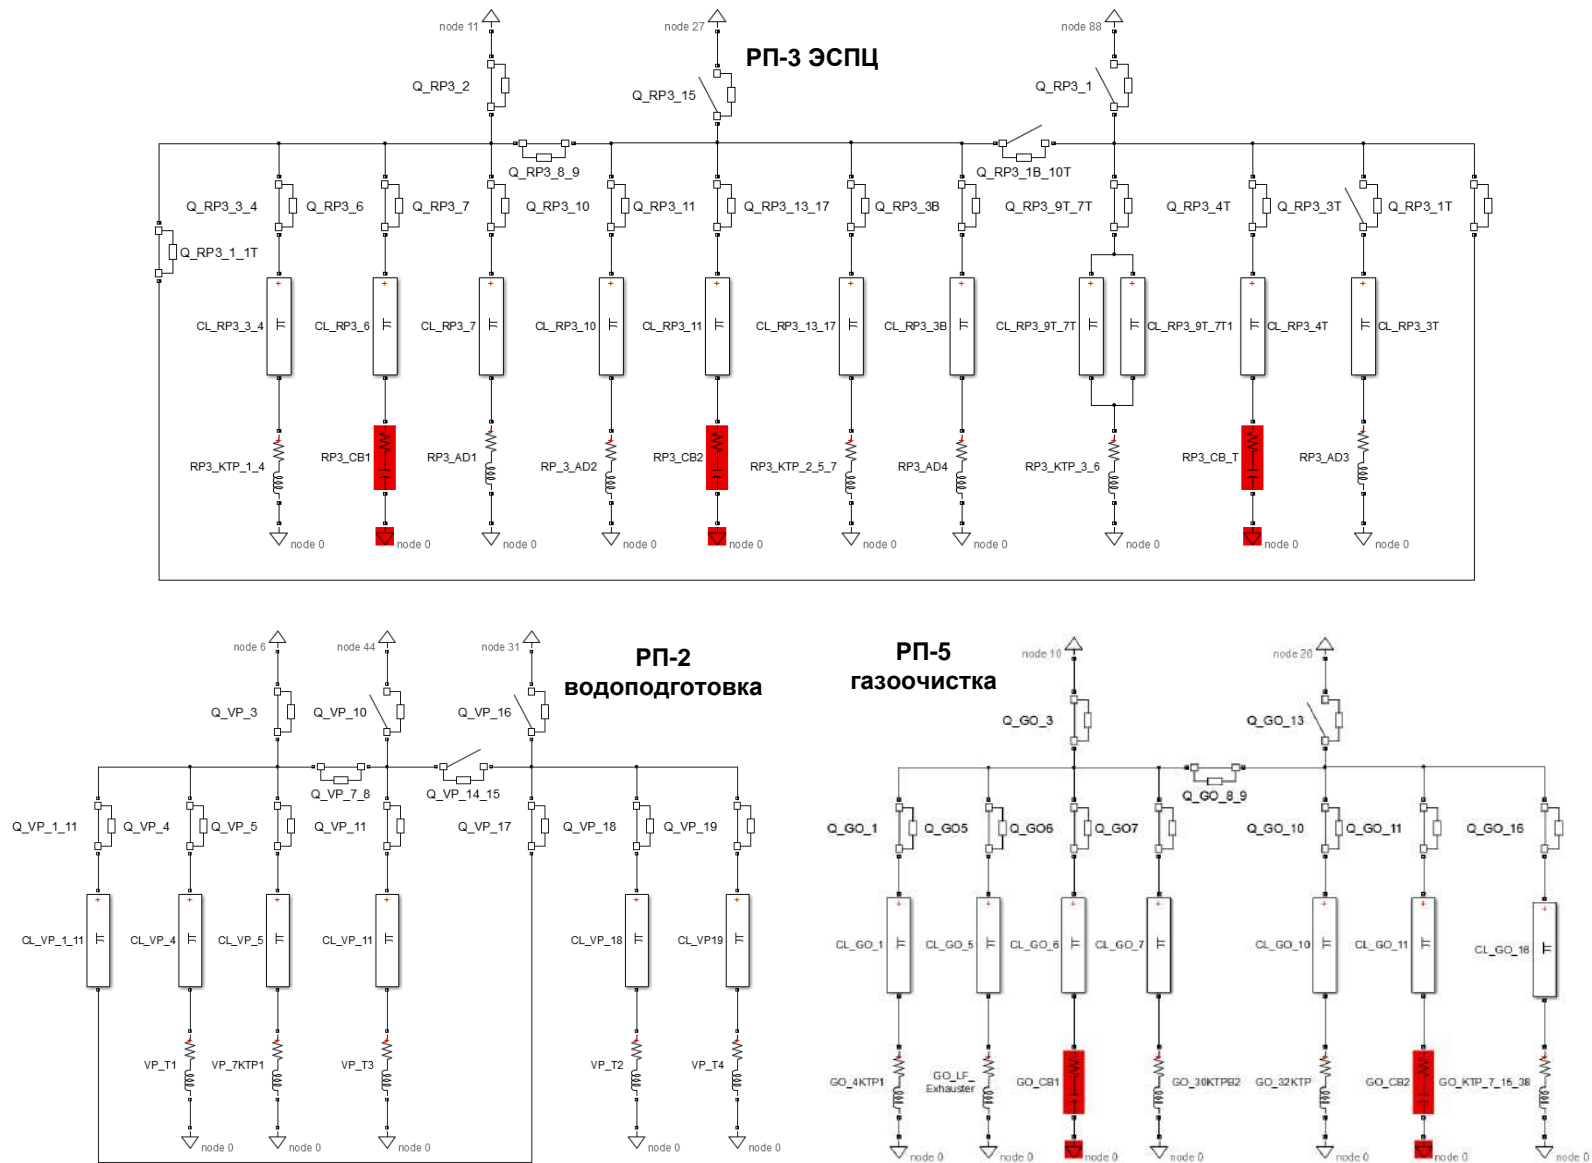 node 11
node 27
node 88
РП-3 ЭСПЦ
Q_RP3_2
Q_RP3_15
Q_RP3_1
Q_RP3_8_9
Q_RP3_1B_10T
Q_RP3_3_4
Q_RP3_6
Q_RP3_7
Q_RP3_10
Q_RP3_11
Q_RP3_13_17
Q_RP3_3B
Q_RP3_9T_7T
Q_RP3_4T
Q_RP3_3T
Q_RP3_1T
Q_RP3_1_1T
CL_RP3_3_4
CL_RP3_6
CL_RP3_7
CL_RP3_10
CL_RP3_11
CL_RP3_13_17
CL_RP3_3B
CL_RP3_9T_7T
CL_RP3_9T_7T1
CL_RP3_4T
CL_RP3_3T
RP3_KTP_1_4
RP3_CB1
RP3_AD1
RP_3_AD2
RP3_CB2
RP3_KTP_2_5_7
RP3_AD4
RP3_KTP_3_6
RP3_CB_T
RP3_AD3
node 0
node 0
node 0
node 0
node 0
node 0
node 0
node 0
node 0
node 0
node 6
node 44
node 31
РП-2
водоподготовка
Q_VP_3
Q_VP_10
Q_VP_16
Q_VP_7_8
Q_VP_14_15
Q_VP_1_11
Q_VP_4
Q_VP_5
Q_VP_11
Q_VP_17
Q_VP_18
Q_VP_19
CL_VP_1_11
CL_VP_4
CL_VP_5
CL_VP_11
CL_VP_18
CL_VP19
VP_T1
VP_7KTP1
VP_T3
VP_T2
VP_T4
node 0
node 0
node 0
node 0
node 0
РП-5
газоочистка
node 10
node 26
Q_GO_3
Q_GO_13
Q_GO_8_9
Q_GO_1
Q_GO5
Q_GO6
Q_GO7
Q_GO_10
Q_GO_11
Q_GO_16
CL_GO_1
CL_GO_5
CL_GO_6
CL_GO_7
CL_GO_10
CL_GO_11
CL_GO_16
GO_4KTP1
GO_LF_
Exhauster
GO_CB1
GO_30KTPB2
GO_32KTP
GO_CB2
GO_KTP_7_15_38
node 0
node 0
node 0
node 0
node 0
node 0
node 0